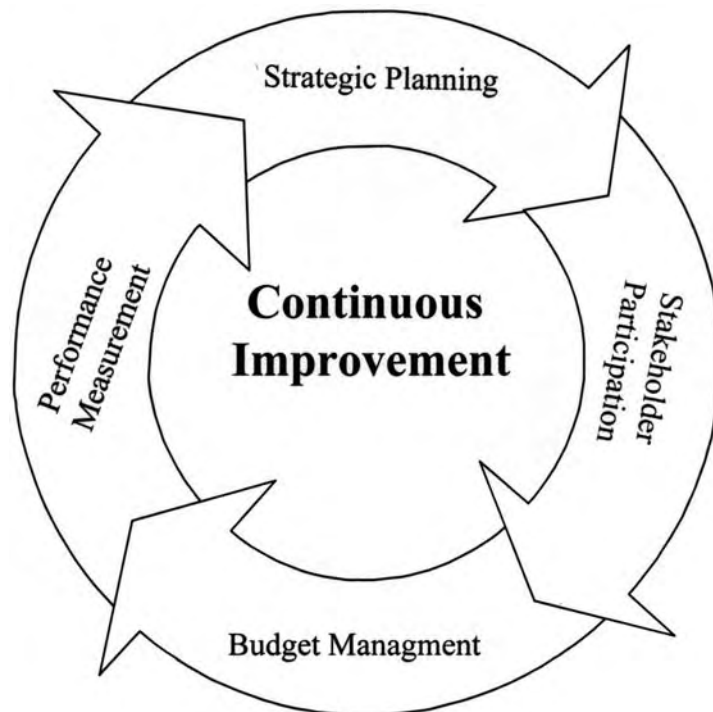 Strategic Planning
Stakeholder
Participation
Continuous
Improvement
Performance
Measurement
Budget Managment